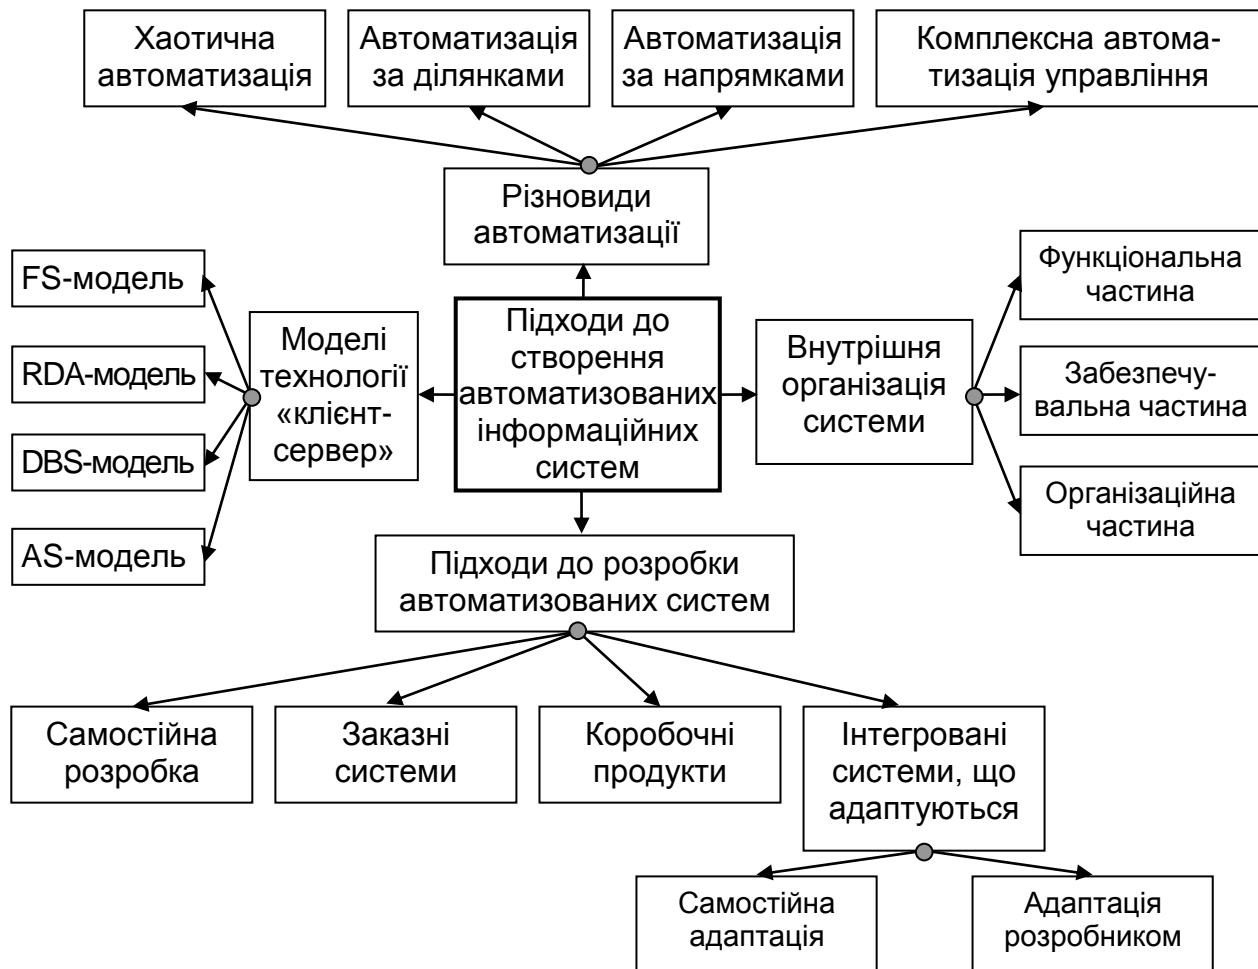 Хаотична
автоматизація
Автоматизація
за ділянками
Автоматизація
за напрямками
Комплексна автома-
тизація управління
Різновиди
автоматизації
FS-модель
RDA-модель
DBS-модель
AS-модель
Моделі
технології
«клієнт-
сервер»
Підходи до
створення
автоматизованих
інформаційних
систем
Внутрішня
організація
системи
Функціональна
частина
Забезпечу-
вальна частина
Організаційна
частина
Підходи до розробки
автоматизованих систем
Самостійна
розробка
Заказні
системи
Коробочні
продукти
Інтегровані
системи, що
адаптуються
Самостійна
адаптація
Адаптація
розробником